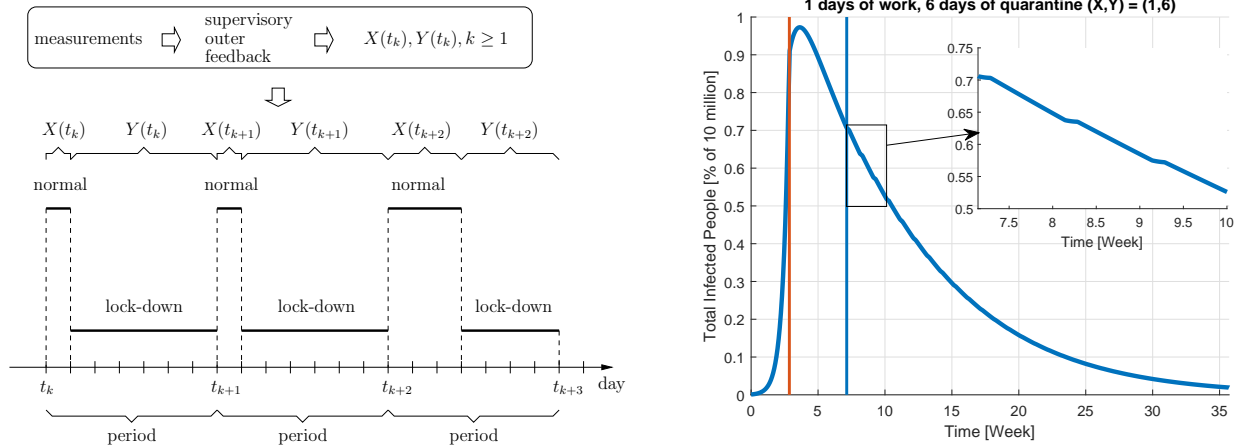 measurements
supervisory
outer
feedback
X(t_k), Y(t_k), k ≥ 1
X(t_k) Y(t_k) X(t_{k+1}) Y(t_{k+1}) X(t_{k+2}) Y(t_{k+2})
normal normal normal
lock-down lock-down lock-down
t_k t_{k+1} t_{k+2} t_{k+3} day
period period period
1 days of work, 6 days of quarantine (X,Y) = (1,6)
Total Infected People [% of 10 million]
1
0.9
0.8
0.7
0.6
0.5
0.4
0.3
0.2
0.1
0
0 5 10 15 20 25 30 35
Time [Week]
0.75
0.7
0.65
0.6
0.55
0.5
7.5 8 8.5 9 9.5 10
Time [Week]